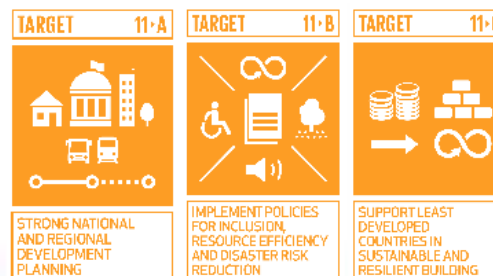 TARGET 11·A
STRONG NATIONAL
AND REGIONAL
DEVELOPMENT
PLANNING
TARGET 11·B
IMPLEMENT POLICIES
FOR INCLUSION,
RESOURCE EFFICIENCY
AND DISASTER RISK
REDUCTION
TARGET 11·
SUPPORT LEAST
DEVELOPED
COUNTRIES IN
SUSTAINABLE AND
RESILIENT BUILDING